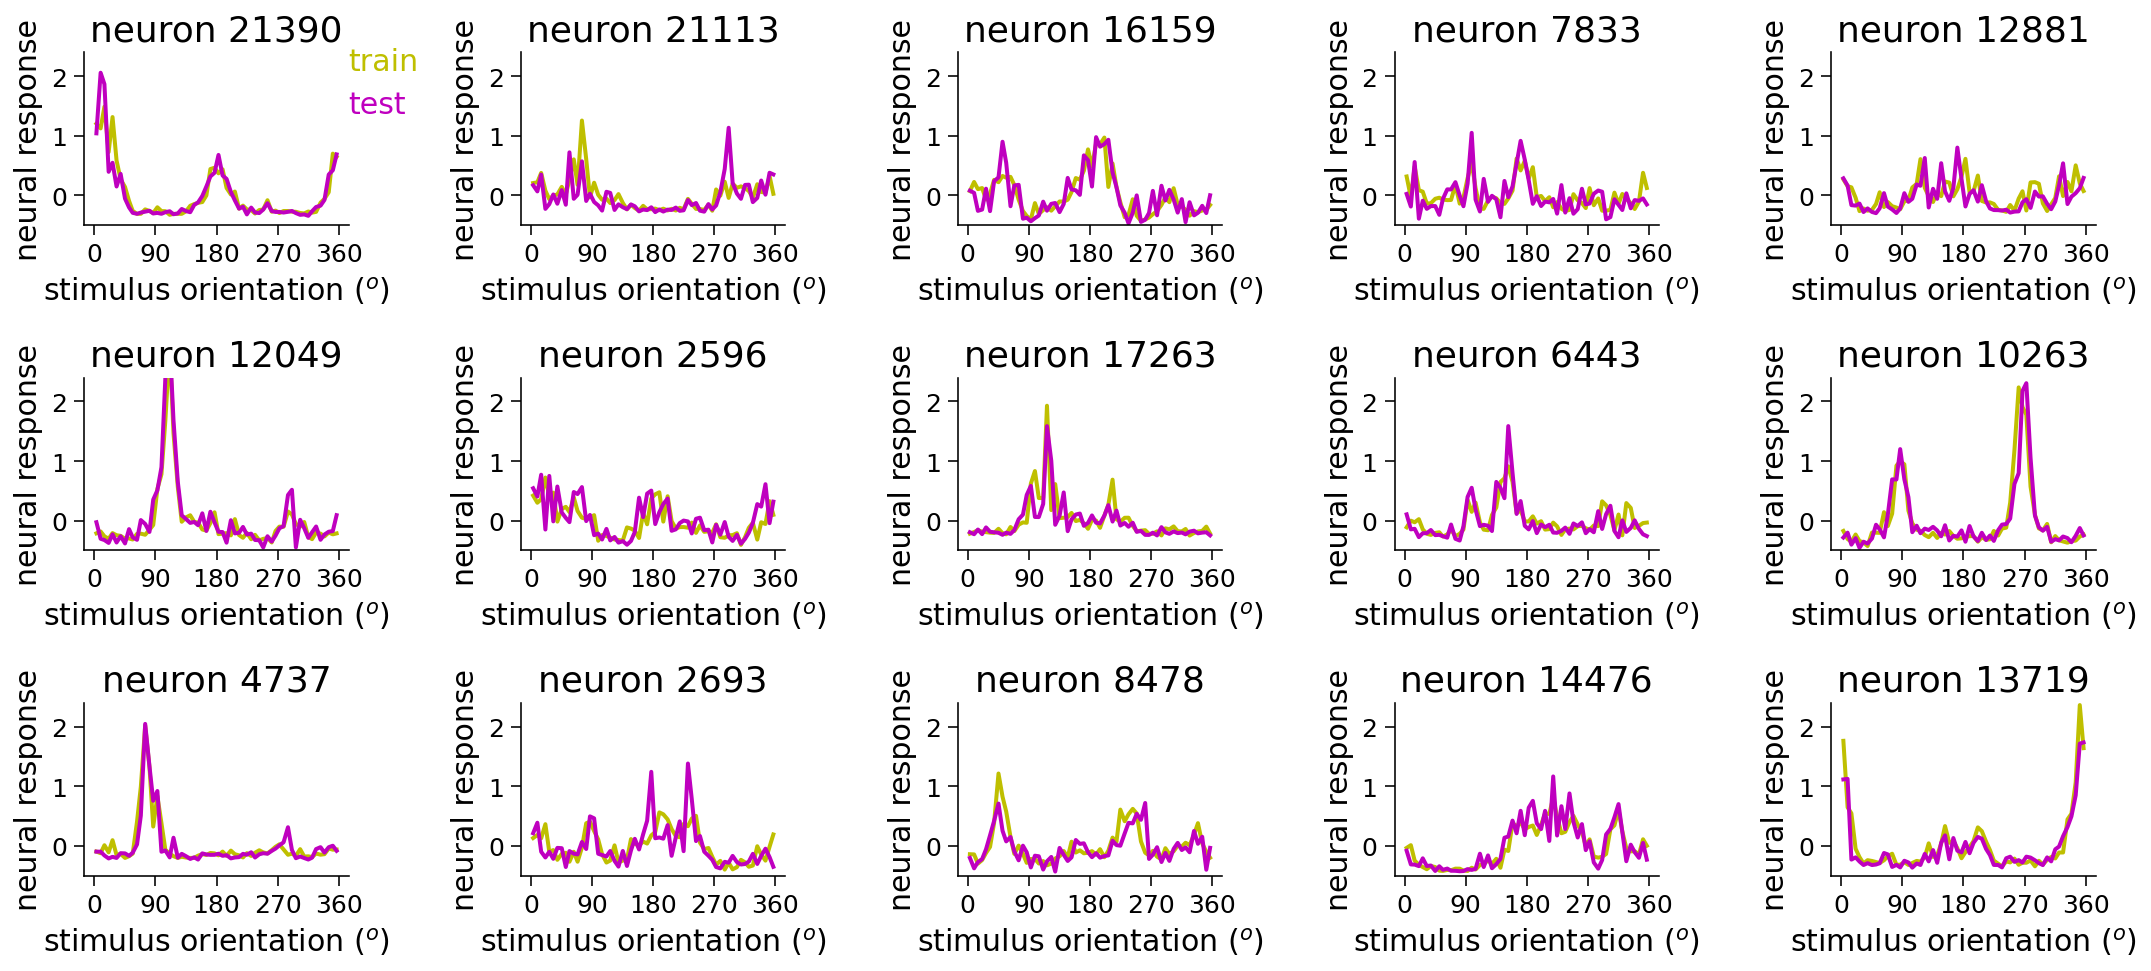 neuron 21390
train
test
neural response
2
1
0
0 90 180 270 360
stimulus orientation (º)
neuron 21113
neural response
2
1
0
0 90 180 270 360
stimulus orientation (º)
neuron 16159
neural response
2
1
0
0 90 180 270 360
stimulus orientation (º)
neuron 7833
neural response
2
1
0
0 90 180 270 360
stimulus orientation (º)
neuron 12881
neural response
2
1
0
0 90 180 270 360
stimulus orientation (º)
neuron 12049
neural response
2
1
0
0 90 180 270 360
stimulus orientation (º)
neuron 2596
neural response
2
1
0
0 90 180 270 360
stimulus orientation (º)
neuron 17263
neural response
2
1
0
0 90 180 270 360
stimulus orientation (º)
neuron 6443
neural response
2
1
0
0 90 180 270 360
stimulus orientation (º)
neuron 10263
neural response
2
1
0
0 90 180 270 360
stimulus orientation (º)
neuron 4737
neural response
2
1
0
0 90 180 270 360
stimulus orientation (º)
neuron 2693
neural response
2
1
0
0 90 180 270 360
stimulus orientation (º)
neuron 8478
neural response
2
1
0
0 90 180 270 360
stimulus orientation (º)
neuron 14476
neural response
2
1
0
0 90 180 270 360
stimulus orientation (º)
neuron 13719
neural response
2
1
0
0 90 180 270 360
stimulus orientation (º)